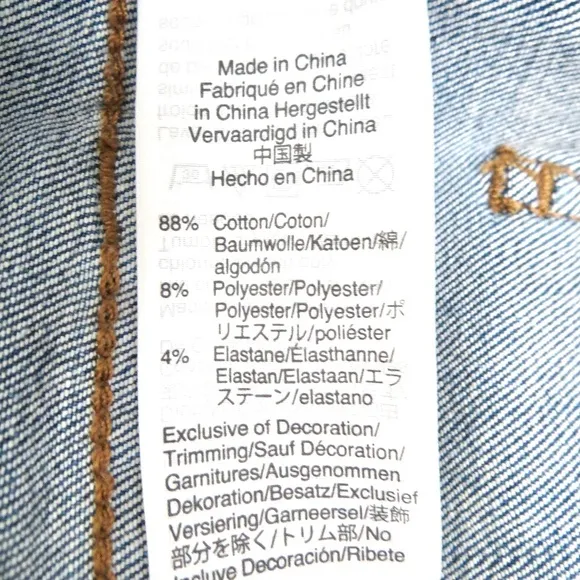 Made in China
Fabriqué en Chine
in China Hergestellt
Vervaardigd in China
中国製
Hecho en China
88% Cotton/Coton/
Baumwolle/Katoen/綿/
algodón
8% Polyester/Polyester/
Polyester/Polyester/ポ
リエステル/poliéster
4% Elastane/Élasthanne/
Elastan/Elastaan/エラ
ステーン/elastano
Exclusive of Decoration/
Trimming/Sauf Décoration/
Garnitures/Ausgenommen
Dekoration/Besatz/Exclusief
Versiering/Garneersel/装飾
部分を除く/トリム部/No
Incluye Decoración/Ribete